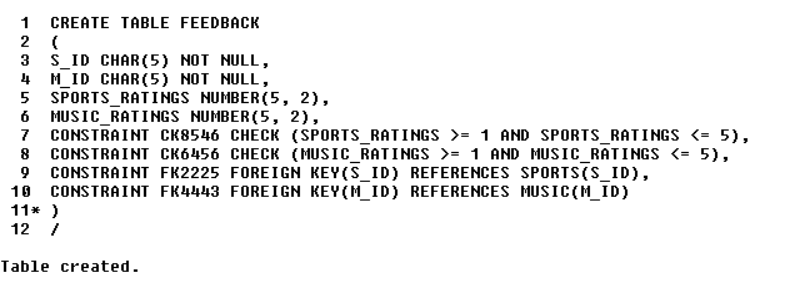 1 CREATE TABLE FEEDBACK
2 (
3 S_ID CHAR(5) NOT NULL,
4 M_ID CHAR(5) NOT NULL,
5 SPORTS_RATINGS NUMBER(5, 2),
6 MUSIC_RATINGS NUMBER(5, 2),
7 CONSTRAINT CK8546 CHECK (SPORTS_RATINGS >= 1 AND SPORTS_RATINGS <= 5),
8 CONSTRAINT CK6456 CHECK (MUSIC_RATINGS >= 1 AND MUSIC_RATINGS <= 5),
9 CONSTRAINT FK2225 FOREIGN KEY(S_ID) REFERENCES SPORTS(S_ID),
10 CONSTRAINT FK4443 FOREIGN KEY(M_ID) REFERENCES MUSIC(M_ID)
11* )
12 /
Table created.